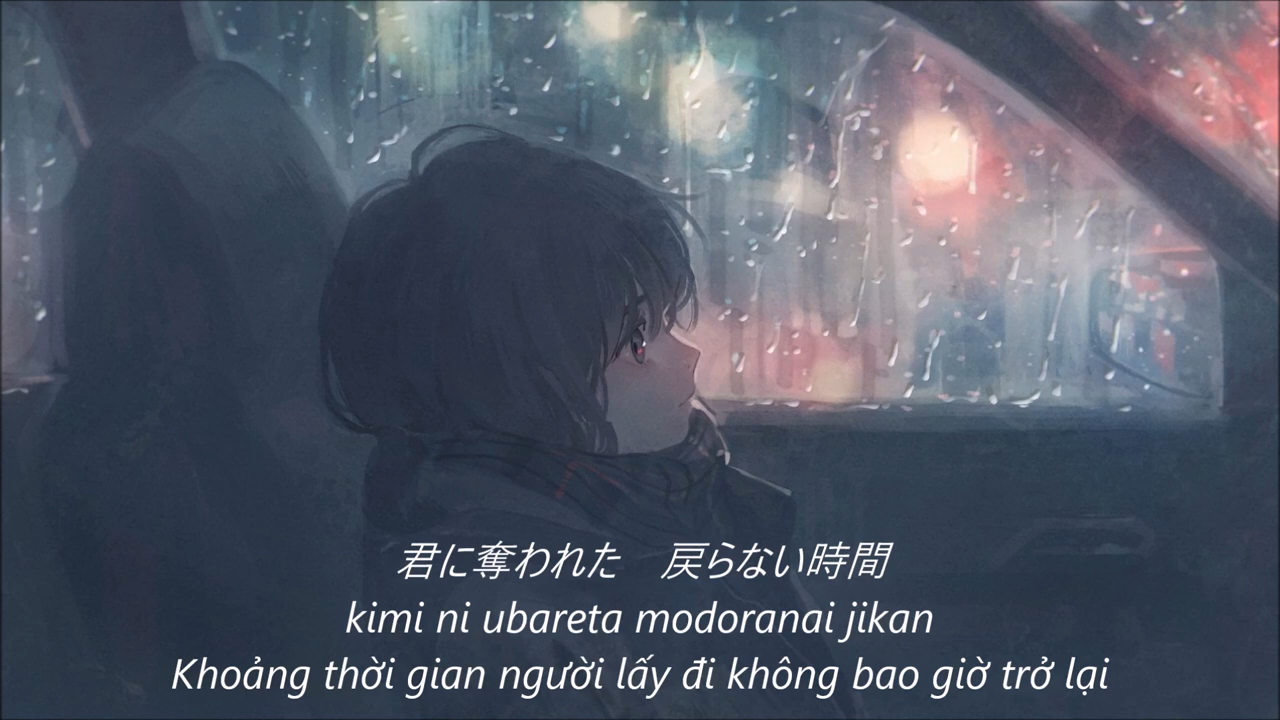 君に奪われた　戻らない時間
kimi ni ubareta modoranai jikan
Khoảng thời gian người lấy đi không bao giờ trở lại